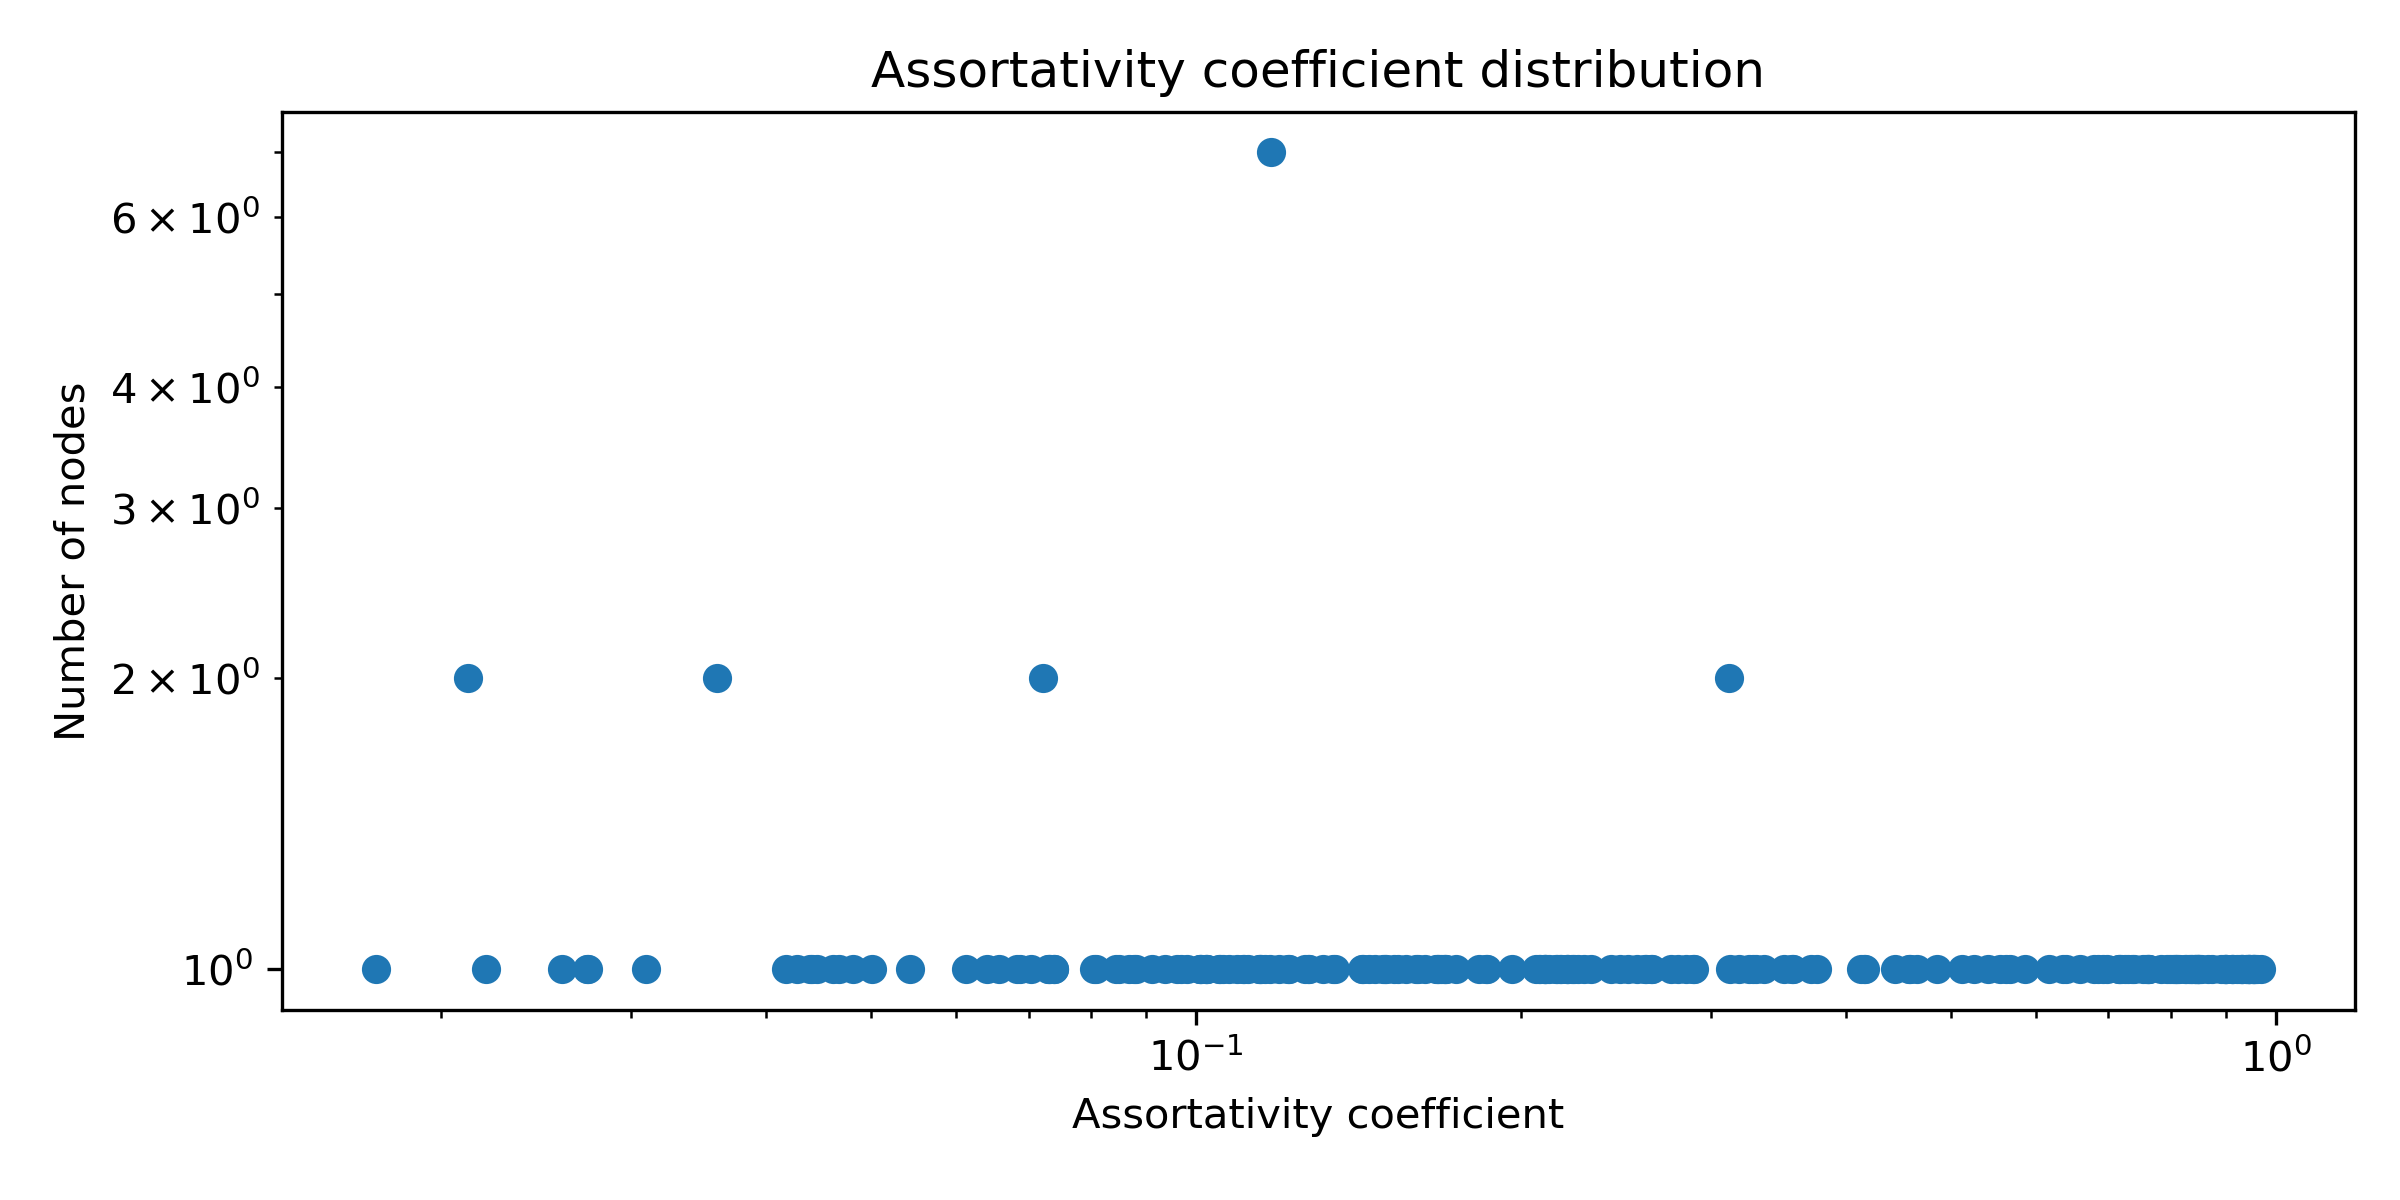 Assortativity coefficient distribution
6 × 10⁰
4 × 10⁰
3 × 10⁰
2 × 10⁰
10⁰
Number of nodes
10⁻¹
10⁰
Assortativity coefficient